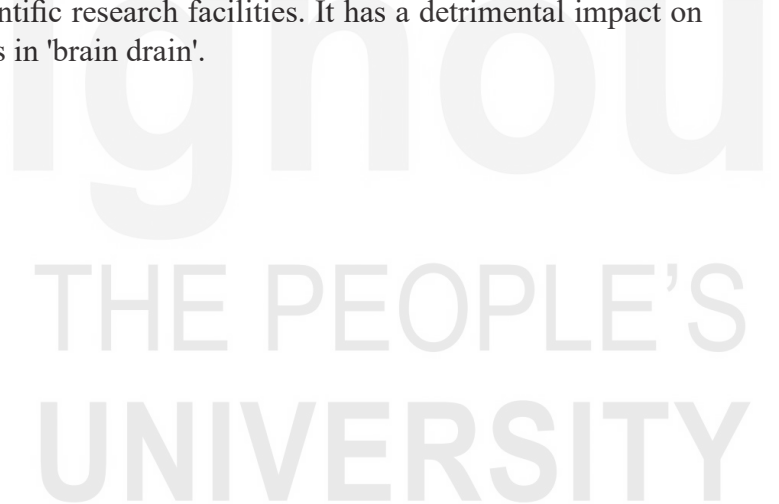 ntific research facilities. It has a detrimental impact on
s in 'brain drain'.
ignou
THE PEOPLE'S
UNIVERSITY